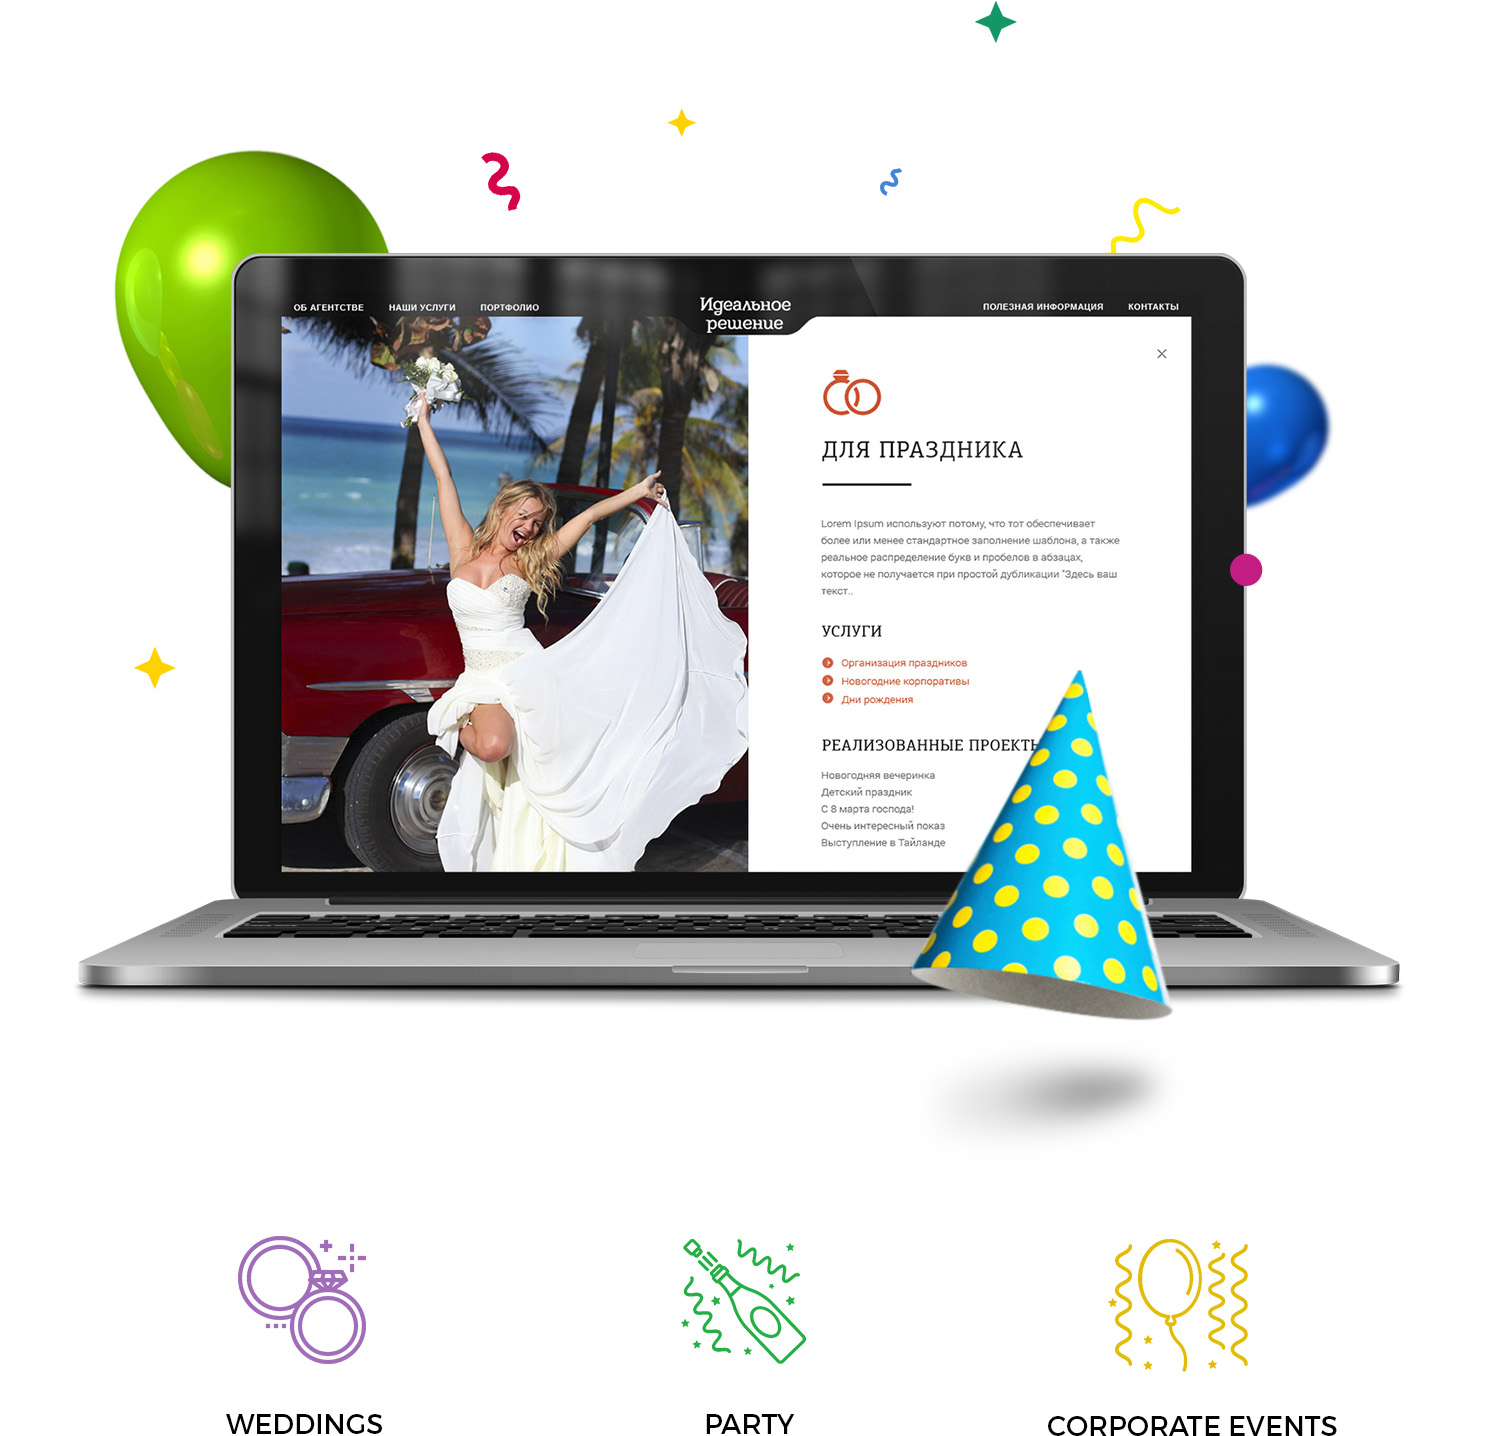 ОБ АГЕНТСТВЕ НАШИ УСЛУГИ ПОРТФОЛИО
Идеальное
решение
ПОЛЕЗНАЯ ИНФОРМАЦИЯ КОНТАКТЫ
ДЛЯ ПРАЗДНИКА
Lorem Ipsum используют потому, что тот обеспечивает
более или менее стандартное заполнение шаблона, а также
реальное распределение букв и пробелов в абзацах,
которое не получается при простой дубликации "Здесь ваш
текст..
УСЛУГИ
Организация праздников
Новогодние корпоративы
Дни рождения
РЕАЛИЗОВАННЫЕ ПРОЕКТЫ
Новогодняя вечеринка
Детский праздник
С 8 марта господа!
Очень интересный показ
Выступление в Тайланде
WEDDINGS
PARTY
CORPORATE EVENTS